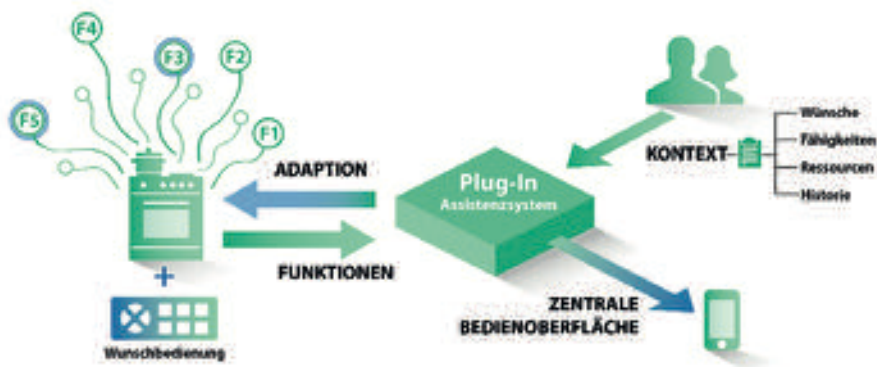 F4
F3
F2
F5
F1
ADAPTION
FUNKTIONEN
Plug-In
Assistenzsystem
KONTEXT
Wünsche
Fähigkeiten
Ressourcen
Historie
ZENTRALE
BEDIENOBERFLÄCHE
Wunschbedienung